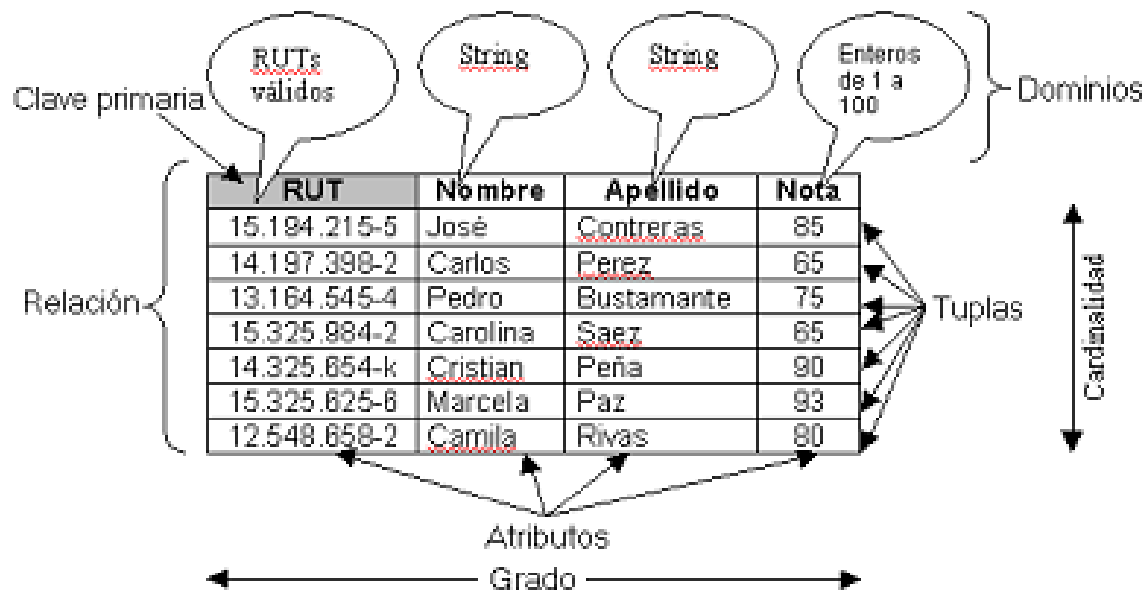 RUTs
válidos
String
String
Enteros
de 1 a
100
Dominios
Clave primaria
RUT Nombre Apellido Nota
15.194.215-5 José Contreras 85
14.197.398-2 Carlos Perez 65
13.164.545-4 Pedro Bustamante 75
15.325.984-2 Carolina Saez 65
14.325.654-k Cristian Peña 90
15.325.625-6 Marcela Paz 93
12.548.658-2 Camila Rivas 80
Relación
Tuplas
Cardinalidad
Atributos
Grado